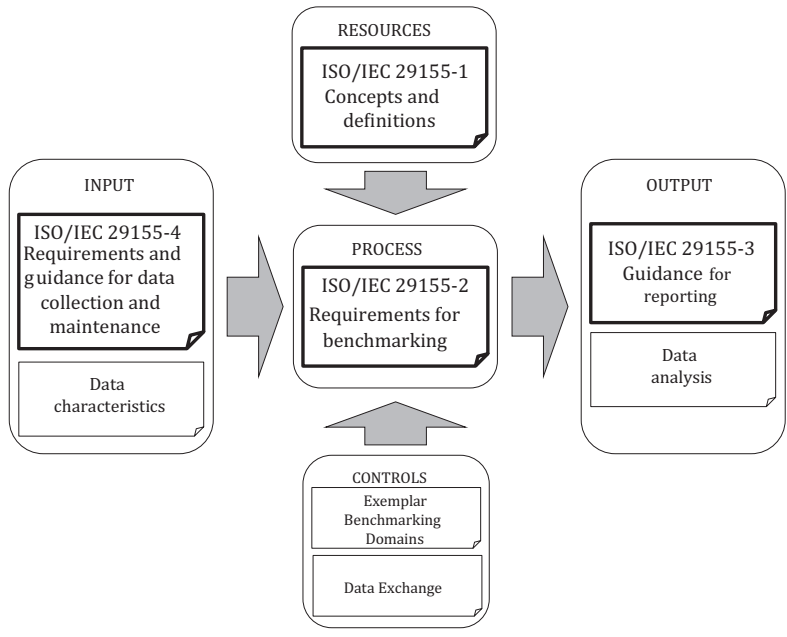 RESOURCES
ISO/IEC 29155-1
Concepts and
definitions
INPUT
ISO/IEC 29155-4
Requirements and
guidance for data
collection and
maintenance
Data
characteristics
PROCESS
ISO/IEC 29155-2
Requirements for
benchmarking
OUTPUT
ISO/IEC 29155-3
Guidance for
reporting
Data
analysis
CONTROLS
Exemplar
Benchmarking
Domains
Data Exchange